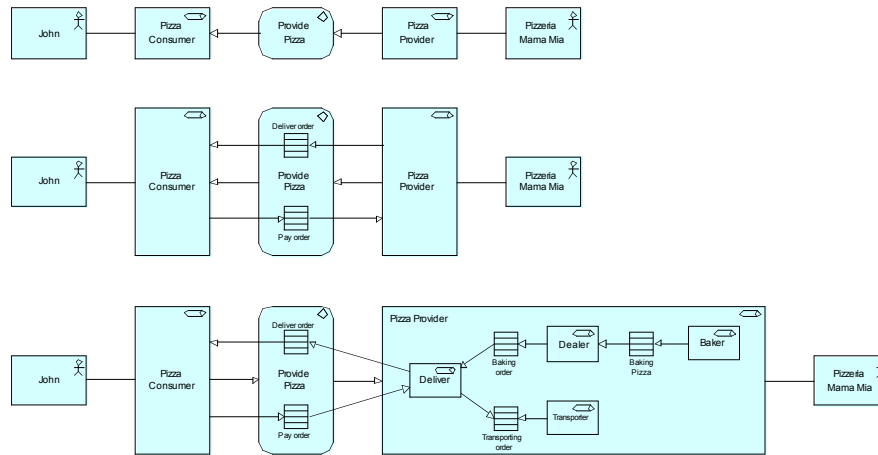 John
Pizza
Consumer
Provide
Pizza
Pizza
Provider
Pizzeria
Mama Mia
Deliver order
John
Pizza
Consumer
Provide
Pizza
Pay order
Pizza
Provider
Pizzeria
Mama Mia
John
Pizza
Consumer
Deliver order
Provide
Pizza
Pay order
Pizza Provider
Deliver
Baking
order
Dealer
Baking
Pizza
Baker
Transporting
order
Transporter
Pizzeria
Mama Mia